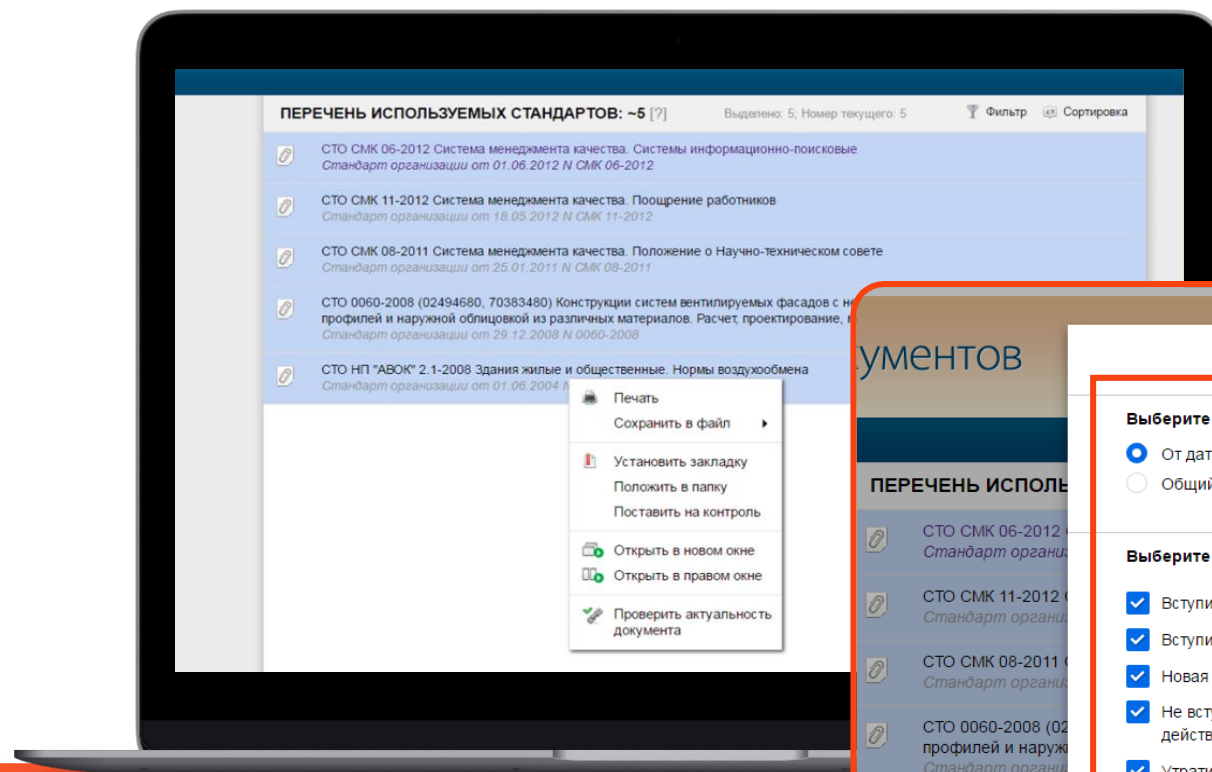 ПЕРЕЧЕНЬ ИСПОЛЬЗУЕМЫХ СТАНДАРТОВ: ~5 [?] Выделено: 5; Номер текущего: 5 Фильтр Сортировка
СТО СМК 06-2012 Система менеджмента качества. Системы информационно-поисковые
Стандарт организации от 01.06.2012 N СМК 06-2012
СТО СМК 11-2012 Система менеджмента качества. Поощрение работников
Стандарт организации от 18.05.2012 N СМК 11-2012
СТО СМК 08-2011 Система менеджмента качества. Положение о Научно-техническом совете
Стандарт организации от 25.01.2011 N СМК 08-2011
СТО 0060-2008 (02494680, 70383480) Конструкции систем вентилируемых фасадов с
профилей и наружной облицовкой из различных материалов. Расчет, проектирование,
Стандарт организации от 29.12.2008 N 0060-2008
СТО НП "АВОК" 2.1-2008 Здания жилые и общественные. Нормы воздухообмена
Стандарт организации от 01.06.2004
Печать
Сохранить в файл
Установить закладку
Положить в папку
Поставить на контроль
Открыть в новом окне
Открыть в правом окне
Проверить актуальность
документа
ументов
ПЕРЕЧЕНЬ ИСПОЛЬ
СТО СМК 06-2012
Стандарт органи
СТО СМК 11-2012
Стандарт органи
СТО СМК 08-2011
Стандарт органи
СТО 0060-2008 (02
профилей и наруж
Стандарт органи
Выберите
От дат
Общий
Выберите
Вступи
Вступи
Новая
Не всту
действ
Утрати